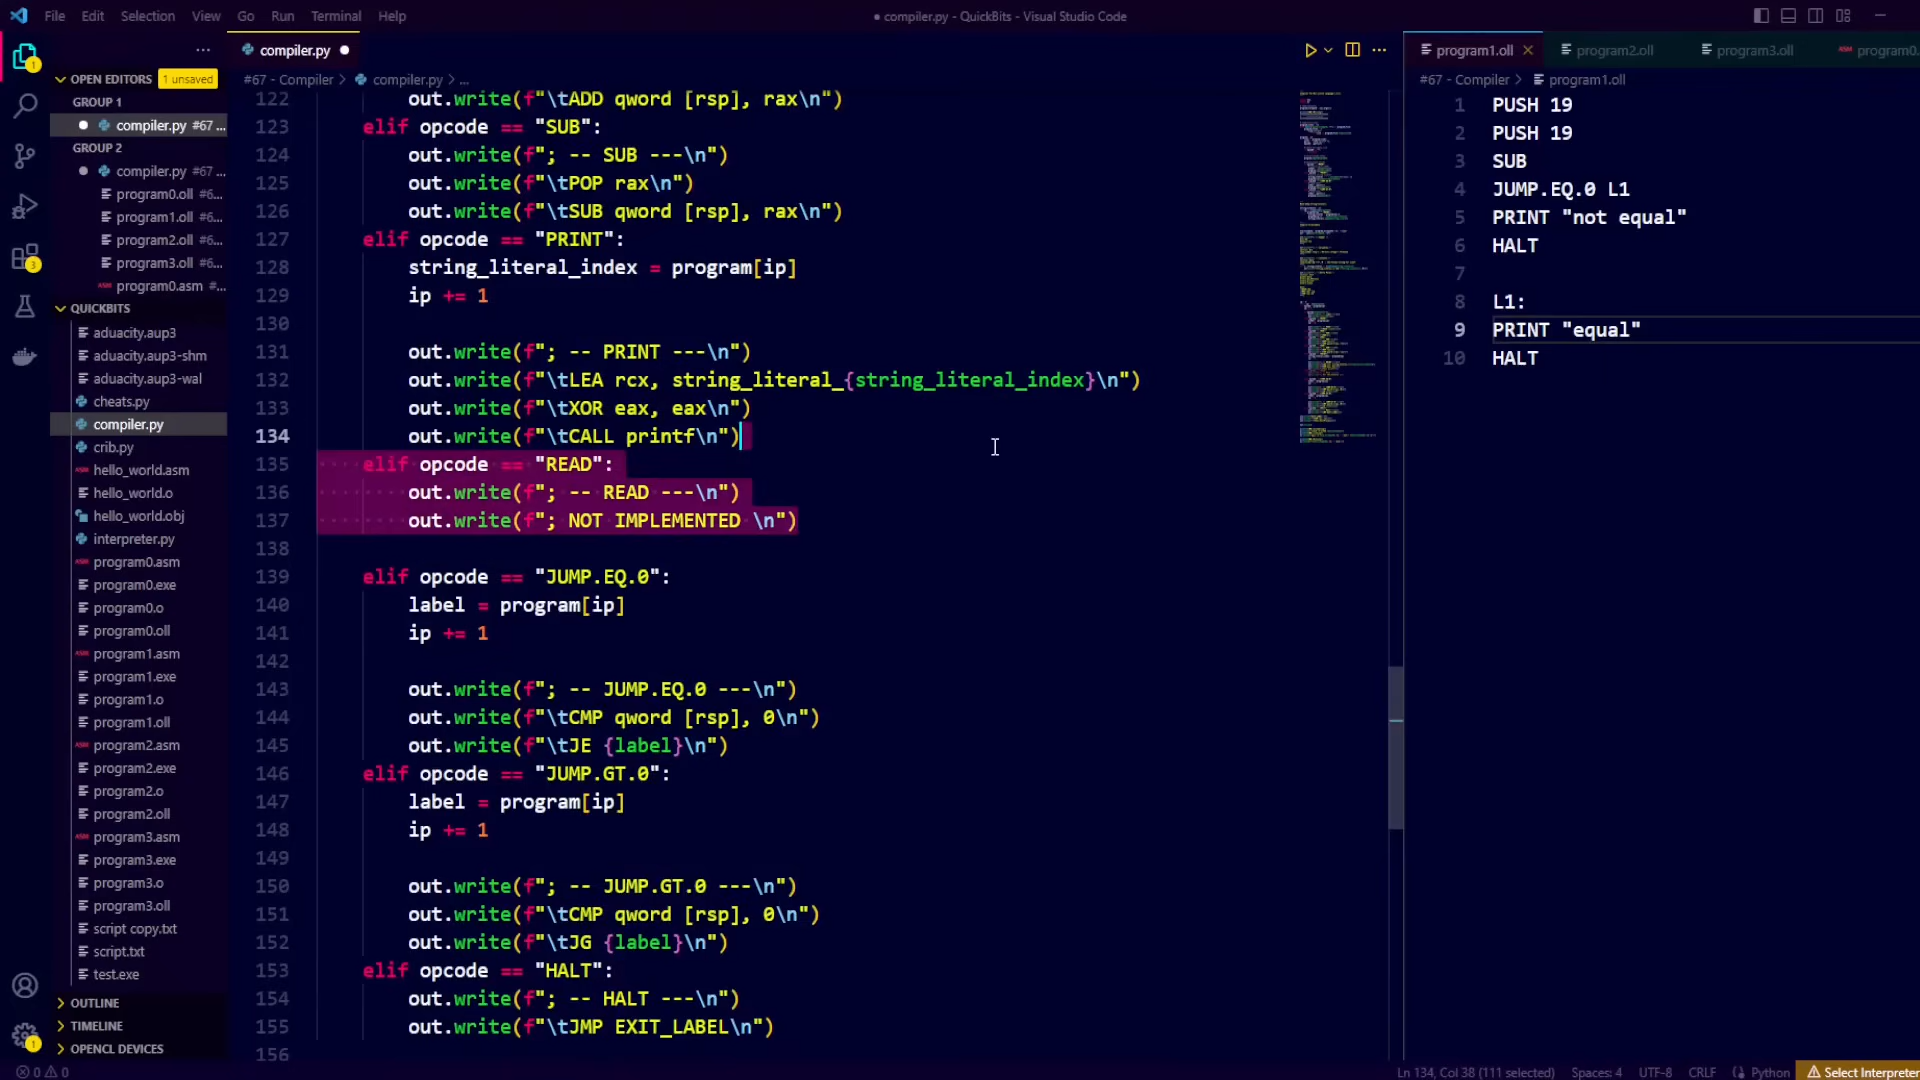 File Edit Selection View Go Run Terminal Help
● compiler.py - QuickBits - Visual Studio Code
OPEN EDITORS 1 unsaved
GROUP 1
compiler.py #67 ...
GROUP 2
compiler.py #67 ...
program0.oll #6...
program1.oll #6...
program2.oll #6...
program3.oll #6...
program0.asm #...
QUICKBITS
aduacity.aup3
aduacity.aup3-shm
aduacity.aup3-wal
cheats.py
compiler.py
crib.py
hello_world.asm
hello_world.o
hello_world.obj
interpreter.py
program0.asm
program0.exe
program0.o
program0.oll
program1.asm
program1.exe
program1.o
program1.oll
program2.asm
program2.exe
program2.o
program2.oll
program3.asm
program3.exe
program3.o
program3.oll
script copy.txt
script.txt
test.exe
OUTLINE
TIMELINE
OPENCL DEVICES
1
3
1
compiler.py
#67 - Compiler > compiler.py > ...
122 out.write(f"\tADD qword [rsp], rax\n")
123 elif opcode == "SUB":
124 out.write(f"; -- SUB ---\n")
125 out.write(f"\tPOP rax\n")
126 out.write(f"\tSUB qword [rsp], rax\n")
127 elif opcode == "PRINT":
128 string_literal_index = program[ip]
129 ip += 1
130
131 out.write(f"; -- PRINT ---\n")
132 out.write(f"\tLEA rcx, string_literal_{string_literal_index}\n")
133 out.write(f"\tXOR eax, eax\n")
134 out.write(f"\tCALL printf\n")
135 elif opcode == "READ":
136 out.write(f"; -- READ ---\n")
137 out.write(f"; NOT IMPLEMENTED \n")
138
139 elif opcode == "JUMP.EQ.0":
140 label = program[ip]
141 ip += 1
142
143 out.write(f"; -- JUMP.EQ.0 ---\n")
144 out.write(f"\tCMP qword [rsp], 0\n")
145 out.write(f"\tJE {label}\n")
146 elif opcode == "JUMP.GT.0":
147 label = program[ip]
148 ip += 1
149
150 out.write(f"; -- JUMP.GT.0 ---\n")
151 out.write(f"\tCMP qword [rsp], 0\n")
152 out.write(f"\tJG {label}\n")
153 elif opcode == "HALT":
154 out.write(f"; -- HALT ---\n")
155 out.write(f"\tJMP EXIT_LABEL\n")
156
program1.oll program2.oll program3.oll program0.
#67 - Compiler > program1.oll
1 PUSH 19
2 PUSH 19
3 SUB
4 JUMP.EQ.0 L1
5 PRINT "not equal"
6 HALT
7
8 L1:
9 PRINT "equal"
10 HALT
0 0 Ln 134, Col 38 (111 selected) Spaces: 4 UTF-8 CRLF Python Select Interpreter